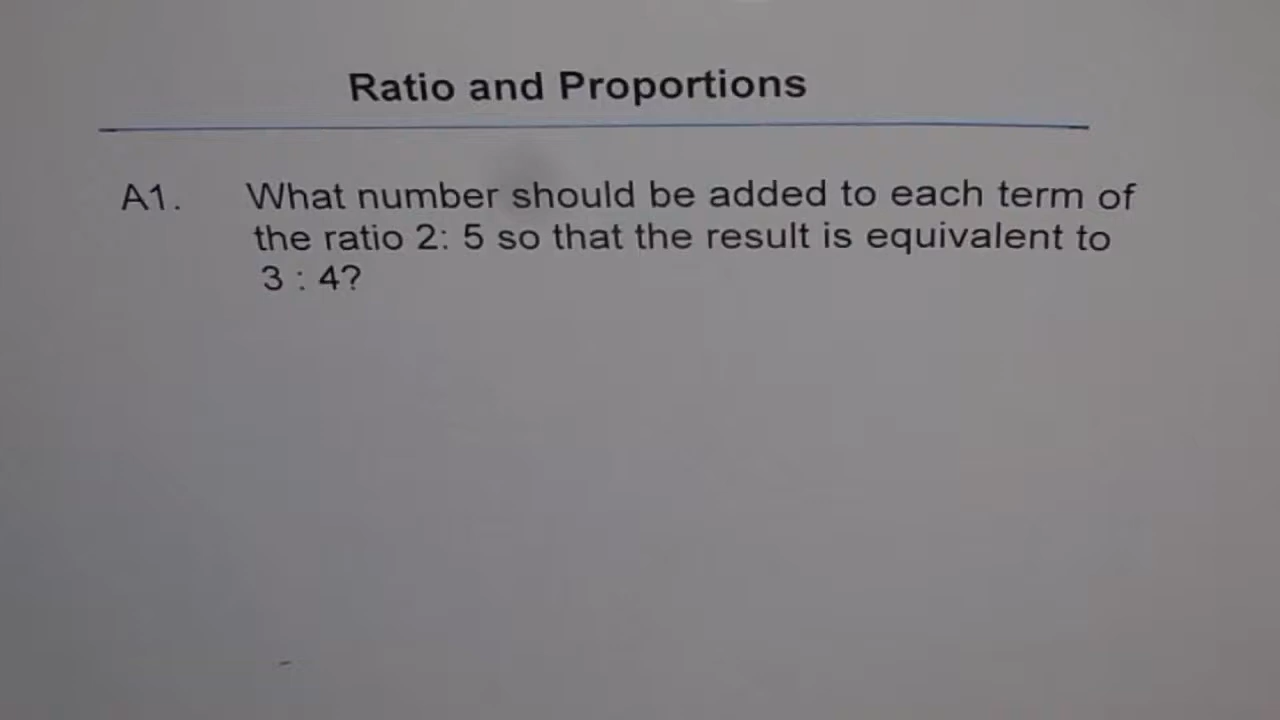 Ratio and Proportions
A1. What number should be added to each term of
the ratio 2: 5 so that the result is equivalent to
3 : 4?